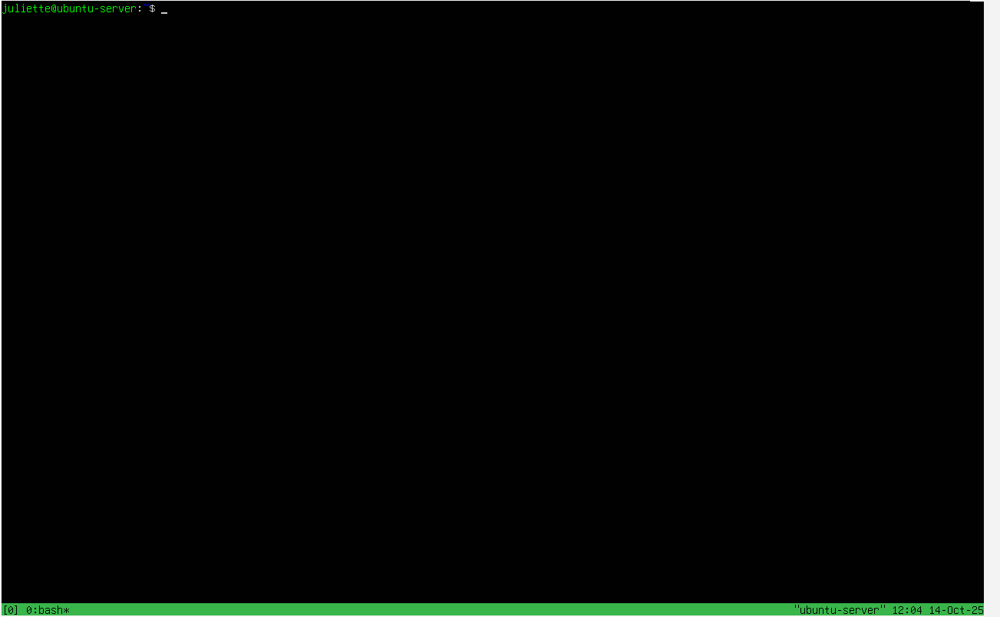 juliette@ubuntu-server:~$ _
[0] 0:bash*
"ubuntu-server" 12:04 14-Oct-25